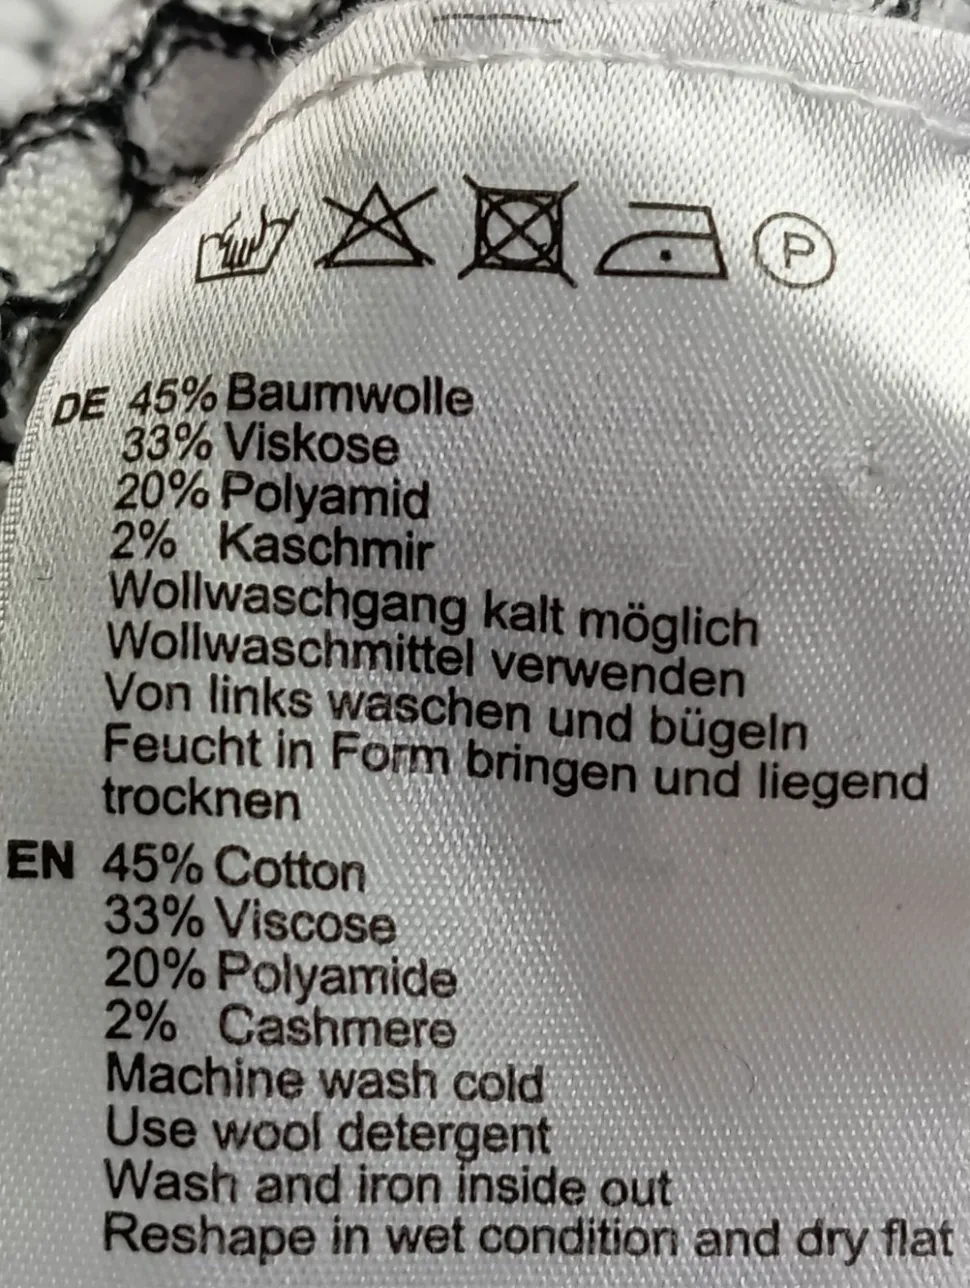 P
DE 45% Baumwolle
33% Viskose
20% Polyamid
2% Kaschmir
Wollwaschgang kalt möglich
Wollwaschmittel verwenden
Von links waschen und bügeln
Feucht in Form bringen und liegend
trocknen
EN 45% Cotton
33% Viscose
20% Polyamide
2% Cashmere
Machine wash cold
Use wool detergent
Wash and iron inside out
Reshape in wet condition and dry flat